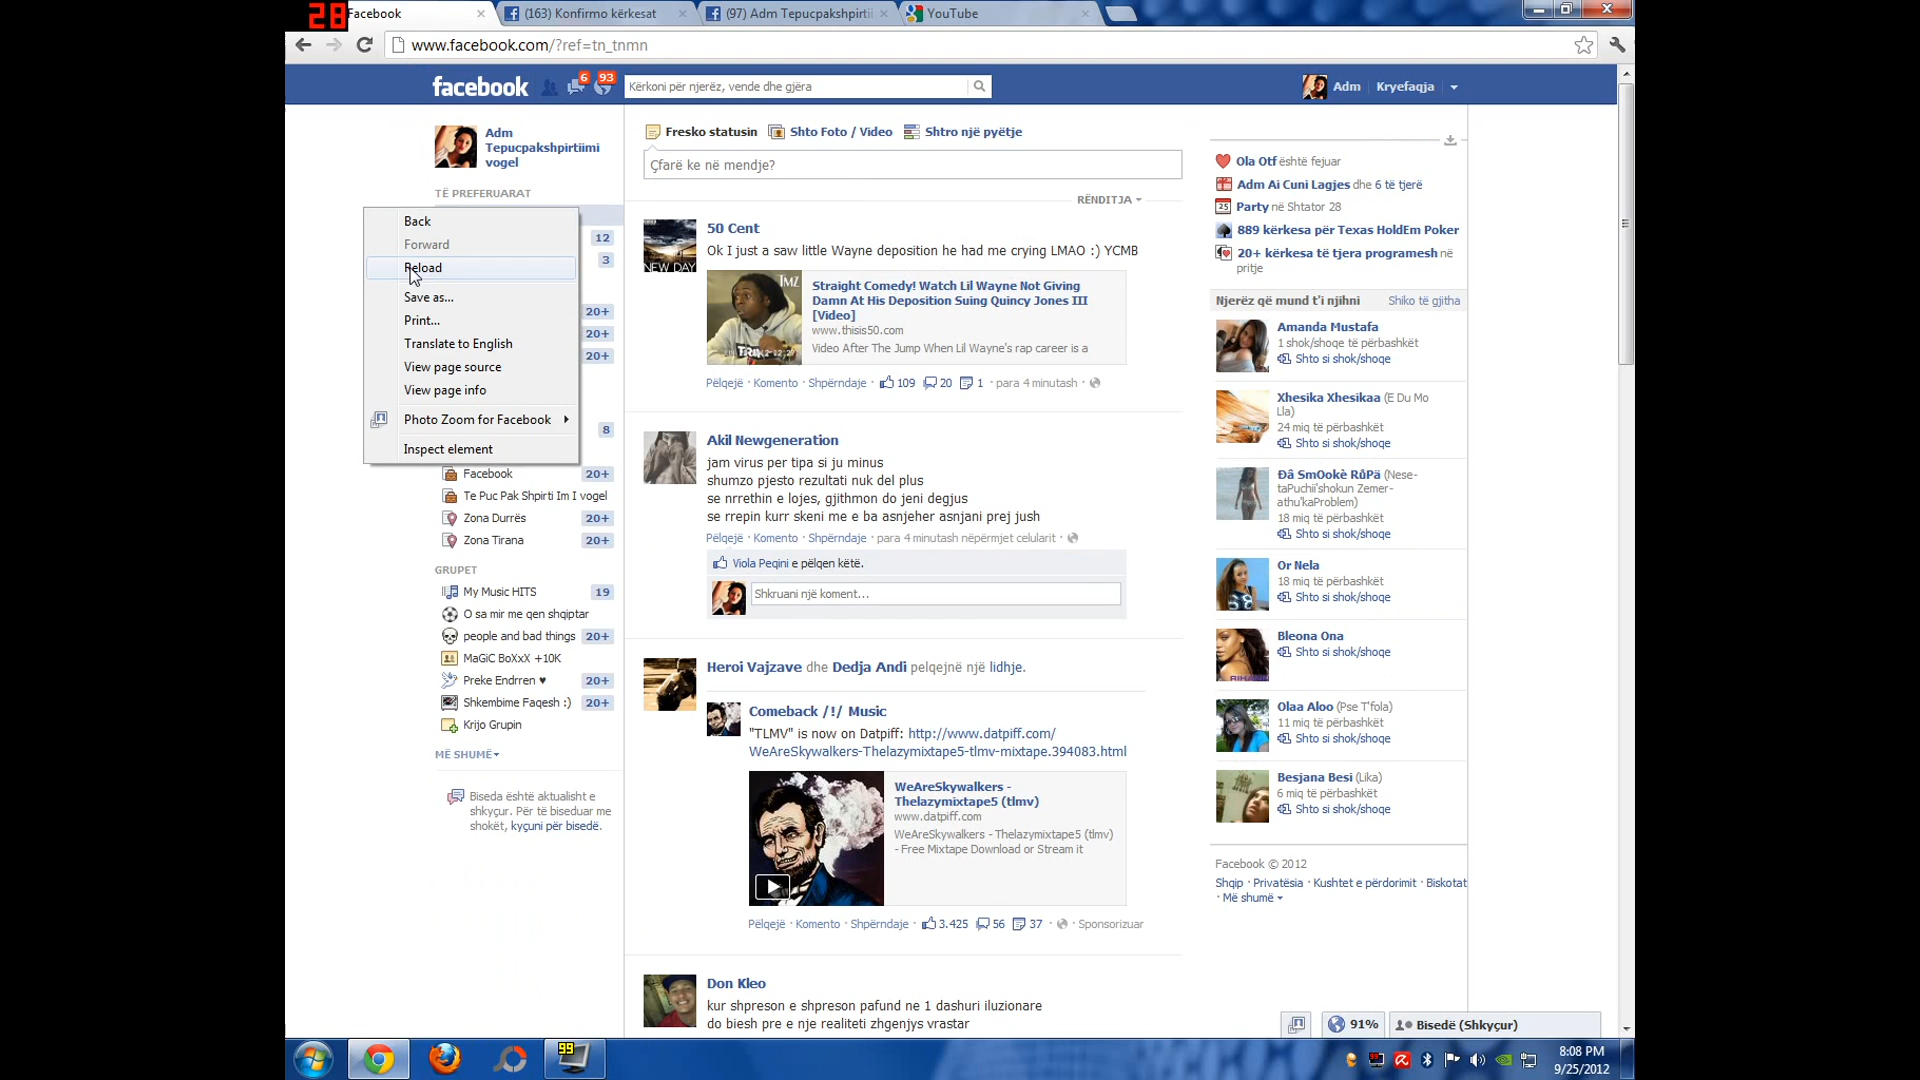 28
Facebook
(163) Konfirmo kërkesat
(97) Adm Tepucpakshpirtii
YouTube
www.facebook.com/?ref=tn_tnmn
facebook
6
93
Kërkoni për njerëz, vende dhe gjëra
Adm
Kryefaqja
Adm
Tepucpakshpirtiimi
vogel
TË PREFERUARAT
Back
Forward
Reload
Save as...
Print...
Translate to English
View page source
View page info
Photo Zoom for Facebook
Inspect element
12
3
20+
20+
20+
8
Facebook 20+
Te Puc Pak Shpirti Im I vogel
Zona Durrës 20+
Zona Tirana 20+
GRUPET
My Music HITS 19
O sa mir me qen shqiptar
people and bad things 20+
MaGiC BoXxX +10K
Preke Endrren ♥ 20+
Shkembime Faqesh :) 20+
Krijo Grupin
MË SHUMË
Biseda është aktualisht e
shkyçur. Për të biseduar me
shokët, kyçuni për bisedë.
Fresko statusin
Shto Foto / Video
Shtro një pyëtje
Çfarë ke në mendje?
RËNDITJA
50 Cent
Ok I just a saw little Wayne deposition he had me crying LMAO :) YCMB
NEW DAY
TMZ
Straight Comedy! Watch Lil Wayne Not Giving
Damn At His Deposition Suing Quincy Jones III
[Video]
www.thisis50.com
Video After The Jump When Lil Wayne's rap career is a
Pëlqejë · Komento · Shpërndaje · 109 20 1 · para 4 minutash ·
Akil Newgeneration
jam virus per tipa si ju minus
shumzo pjesto rezultati nuk del plus
se nrrethin e lojes, gjithmon do jeni degjus
se rrepin kurr skeni me e ba asnjeher asnjani prej jush
Pëlqejë · Komento · Shpërndaje · para 4 minutash nëpërmjet celularit ·
Viola Peqini e pëlqen këtë.
Shkruani një koment...
Heroi Vajzave dhe Dedja Andi pelqejnë një lidhje.
Comeback /!/ Music
"TLMV" is now on Datpiff: http://www.datpiff.com/
WeAreSkywalkers-Thelazymixtape5-tlmv-mixtape.394083.html
WeAreSkywalkers -
Thelazymixtape5 (tlmv)
www.datpiff.com
WeAreSkywalkers - Thelazymixtape5 (tlmv)
- Free Mixtape Download or Stream it
Pëlqejë · Komento · Shpërndaje · 3.425 56 37 · · Sponsorizuar
Don Kleo
kur shpreson e shpreson pafund ne 1 dashuri iluzionare
do biesh pre e nje realiteti zhgenjys vrastar
Ola Otf është fejuar
Adm Ai Cuni Lagjes dhe 6 të tjerë
Party në Shtator 28
889 kërkesa për Texas HoldEm Poker
20+ kërkesa të tjera programesh në
pritje
Njerëz që mund t'i njihni
Shiko të gjitha
Amanda Mustafa
1 shok/shoqe të përbashkët
Shto si shok/shoqe
Xhesika Xhesikaa (E Du Mo
Lla)
24 miq të përbashkët
Shto si shok/shoqe
Ðâ SmOokè RůPä (Nese-
taPuchii'shokun Zemer-
athu'kaProblem)
18 miq të përbashkët
Shto si shok/shoqe
Or Nela
18 miq të përbashkët
Shto si shok/shoqe
Bleona Ona
Shto si shok/shoqe
Olaa Aloo (Pse T'fola)
11 miq të përbashkët
Shto si shok/shoqe
Besjana Besi (Lika)
6 miq të përbashkët
Shto si shok/shoqe
Facebook © 2012
Shqip · Privatësia · Kushtet e përdorimit · Biskotat
· Më shumë
91%
Bisedë (Shkyçur)
99
8:08 PM
9/25/2012